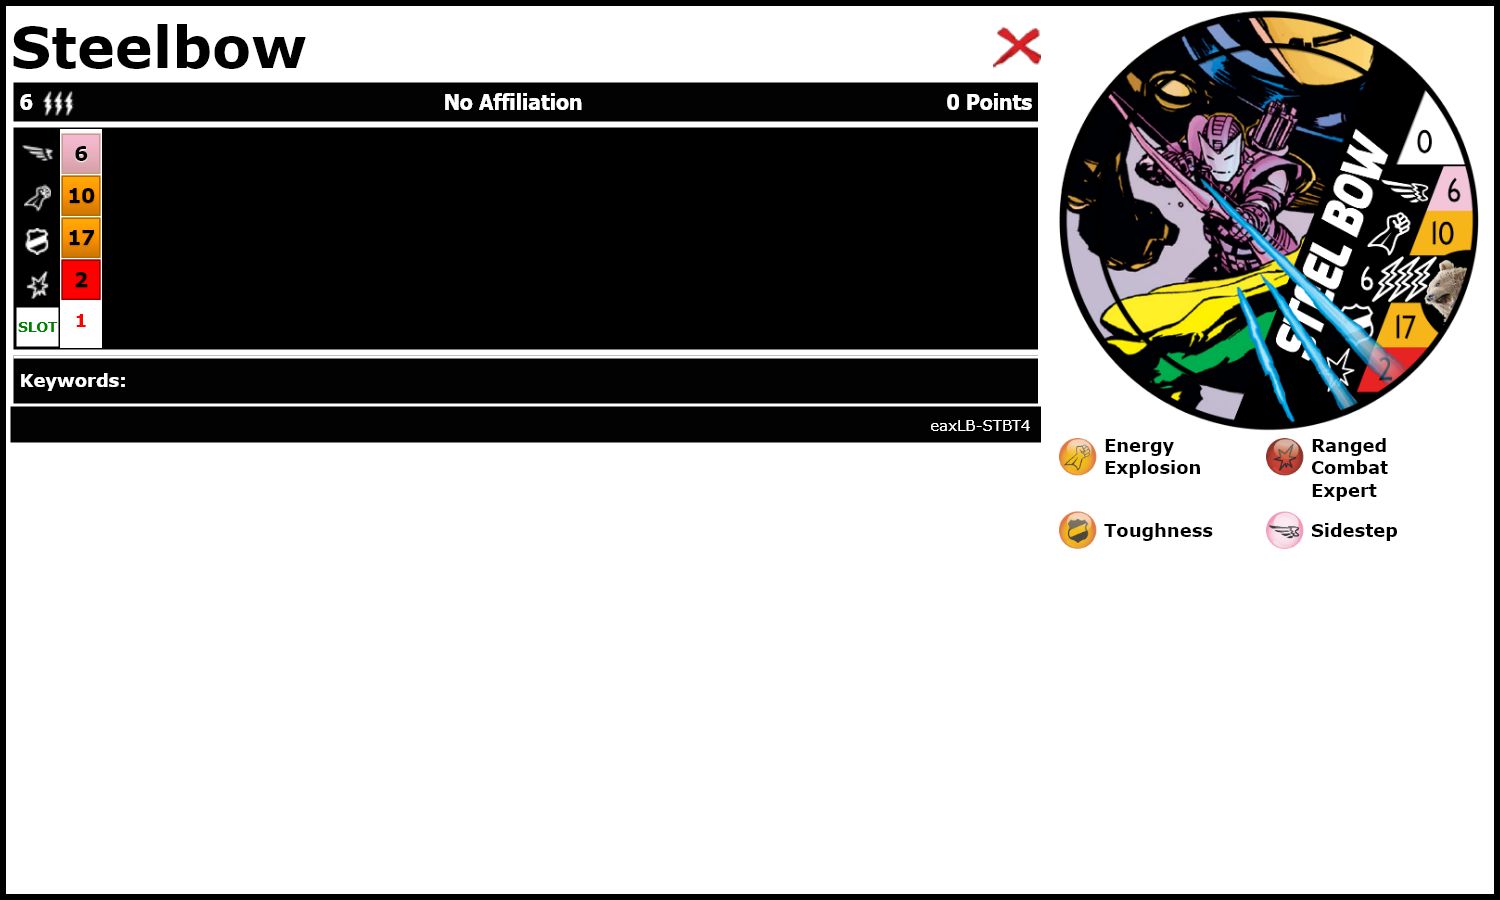 Steelbow
6 No Affiliation 0 Points
6
10
17
2
SLOT 1
Keywords:
eaxLB-STBT4
STEEL BOW
0
6
10
6
17
2
Energy
Explosion
Ranged
Combat
Expert
Toughness
Sidestep